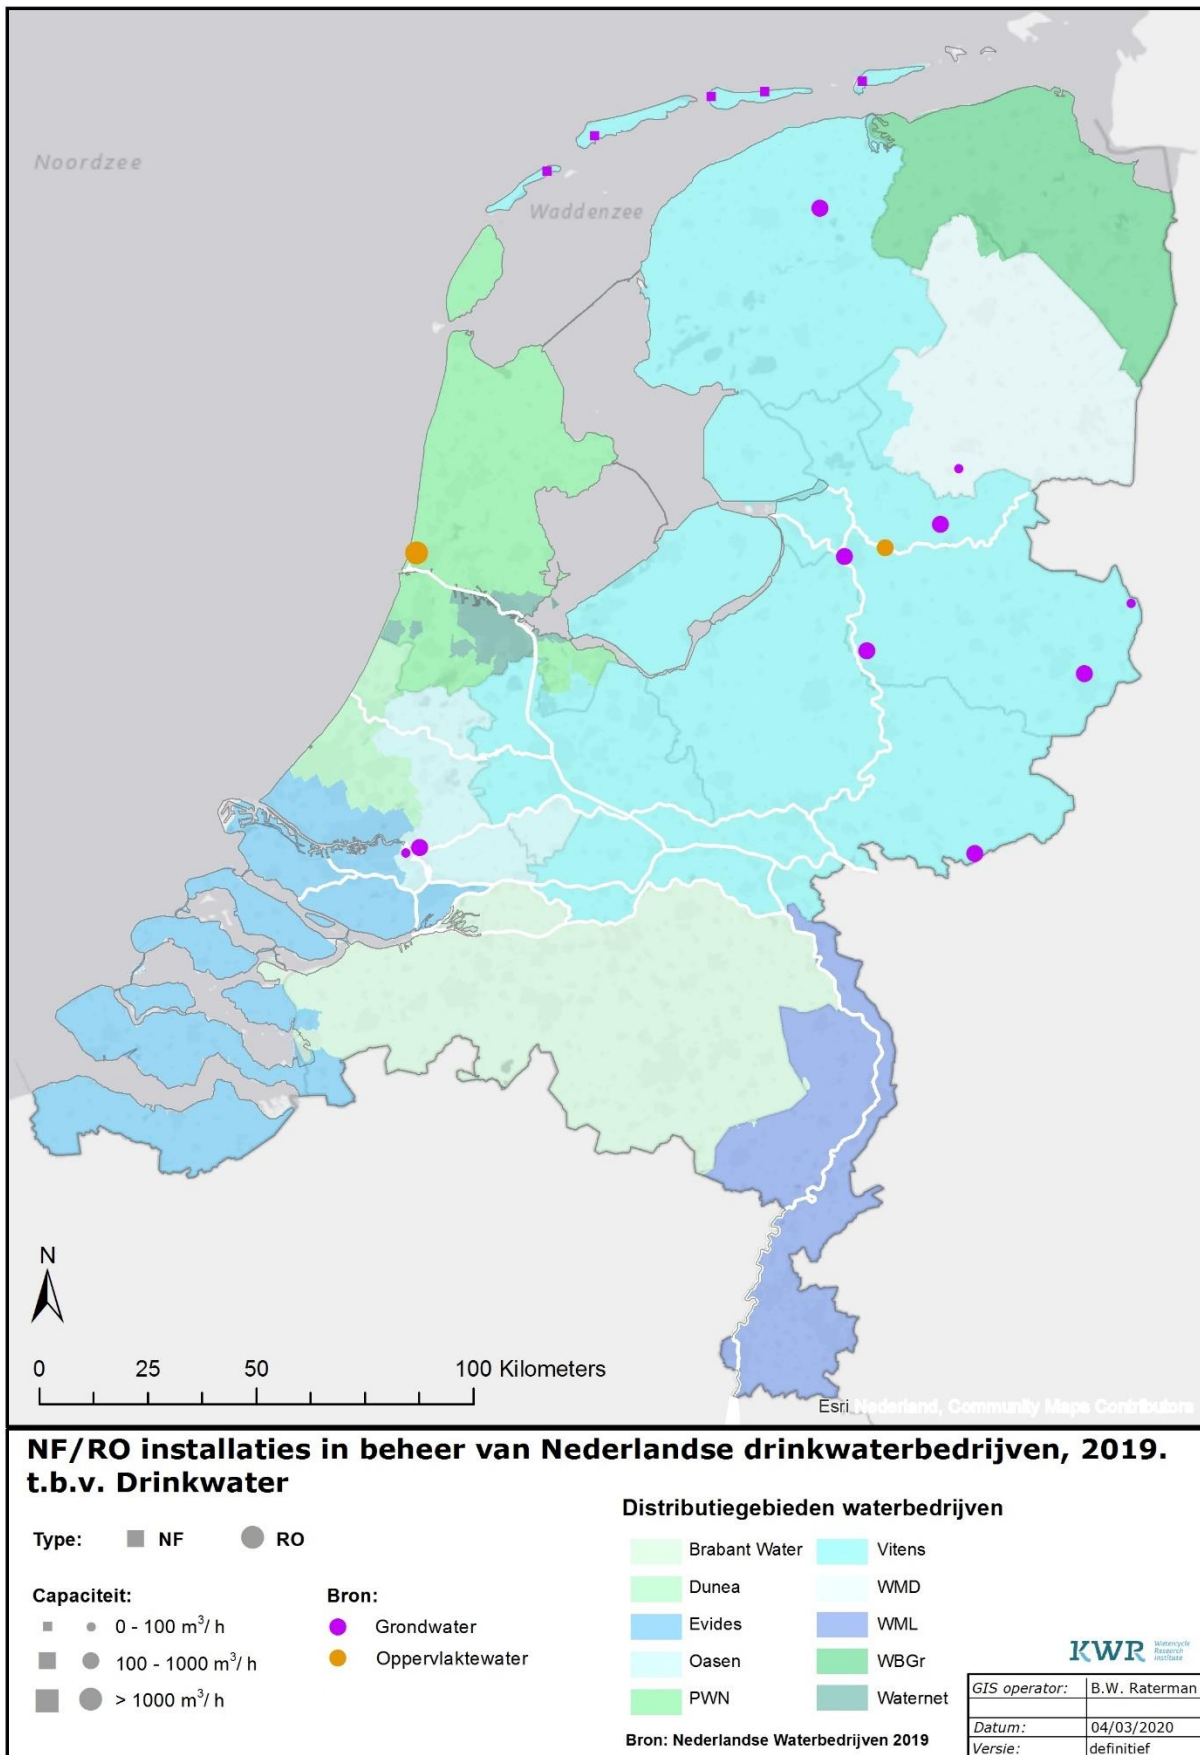 Noordzee
Waddenzee
N
0 25 50 100 Kilometers
Esri Nederland, Community Maps Contributors
NF/RO installaties in beheer van Nederlandse drinkwaterbedrijven, 2019.
t.b.v. Drinkwater
Type: NF RO
Capaciteit:
0 - 100 m³/ h
100 - 1000 m³/ h
> 1000 m³/ h
Bron:
Grondwater
Oppervlaktewater
Distributiegebieden waterbedrijven
Brabant Water
Dunea
Evides
Oasen
PWN
Vitens
WMD
WML
WBGr
Waternet
Bron: Nederlandse Waterbedrijven 2019
KWR Watercycle
Research
Institute
GIS operator: B.W. Raterman
Datum: 04/03/2020
Versie: definitief